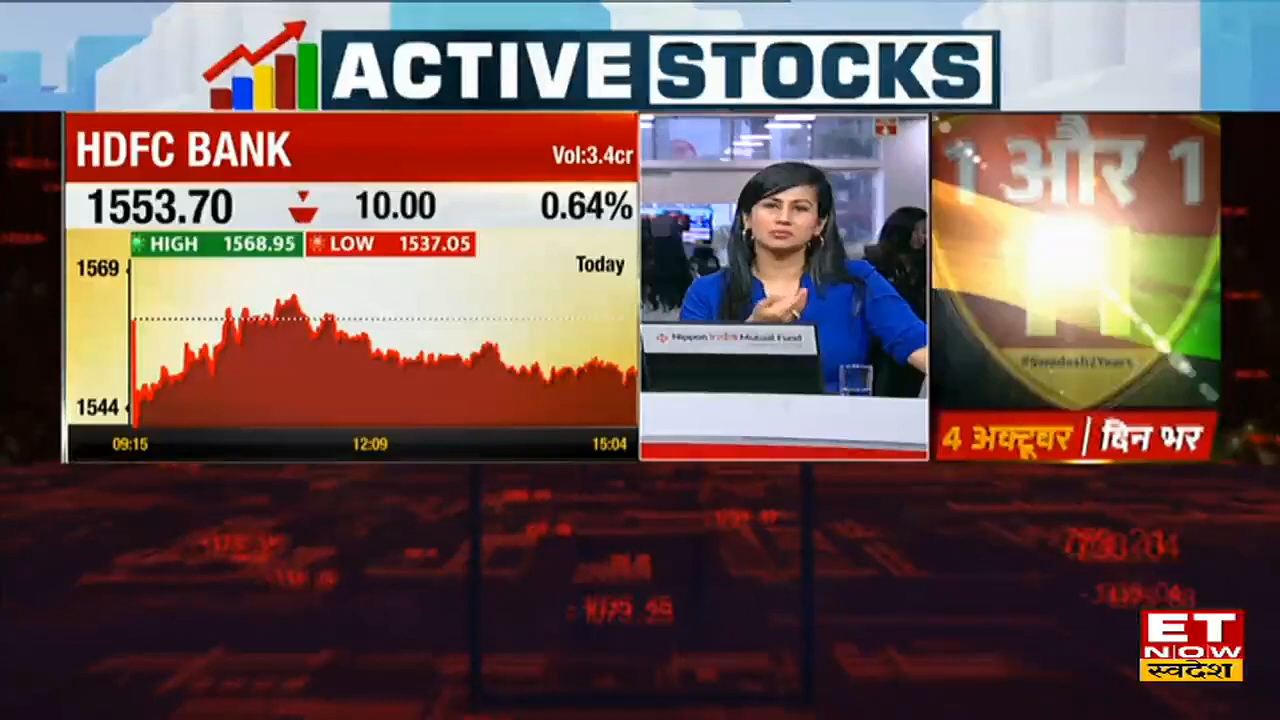 ACTIVE STOCKS
HDFC BANK
Vol:3.4cr
1553.70 10.00 0.64%
HIGH 1568.95 LOW 1537.05
1569
Today
1544
09:15 12:09 15:04
Nippon India Mutual Fund
1 और 1
11
#Swadesh2Years
4 अक्टूबर | दिन भर
ET
NOW
स्वदेश